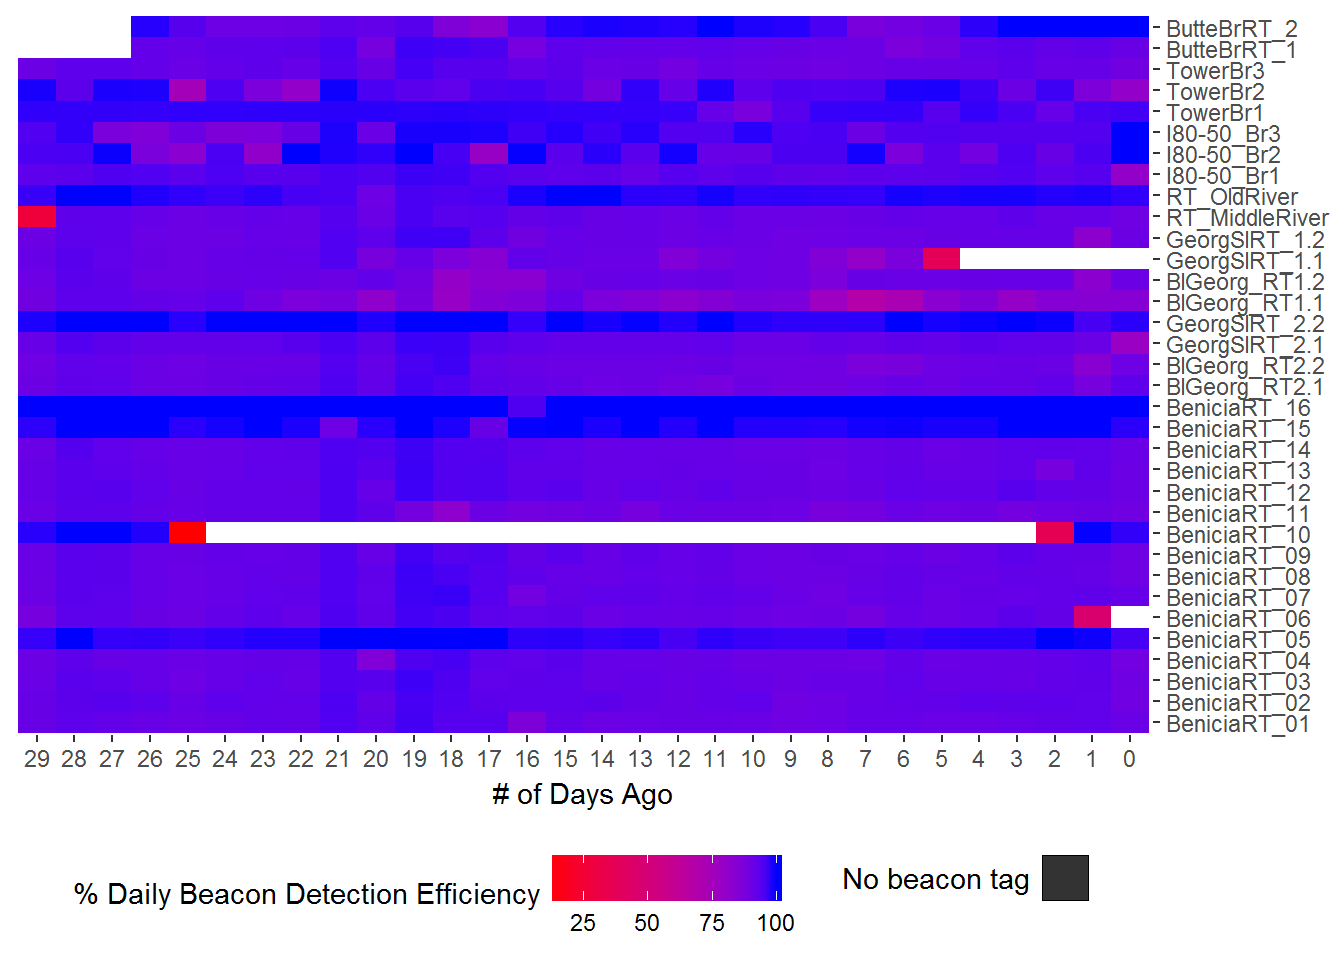 ButteBrRT_2
ButteBrRT_1
TowerBr3
TowerBr2
TowerBr1
I80-50_Br3
I80-50_Br2
I80-50_Br1
RT_OldRiver
RT_MiddleRiver
GeorgSlRT_1.2
GeorgSlRT_1.1
BlGeorg_RT1.2
BlGeorg_RT1.1
GeorgSlRT_2.2
GeorgSlRT_2.1
BlGeorg_RT2.2
BlGeorg_RT2.1
BeniciaRT_16
BeniciaRT_15
BeniciaRT_14
BeniciaRT_13
BeniciaRT_12
BeniciaRT_11
BeniciaRT_10
BeniciaRT_09
BeniciaRT_08
BeniciaRT_07
BeniciaRT_06
BeniciaRT_05
BeniciaRT_04
BeniciaRT_03
BeniciaRT_02
BeniciaRT_01
29 28 27 26 25 24 23 22 21 20 19 18 17 16 15 14 13 12 11 10 9 8 7 6 5 4 3 2 1 0
# of Days Ago
% Daily Beacon Detection Efficiency
25 50 75 100
No beacon tag